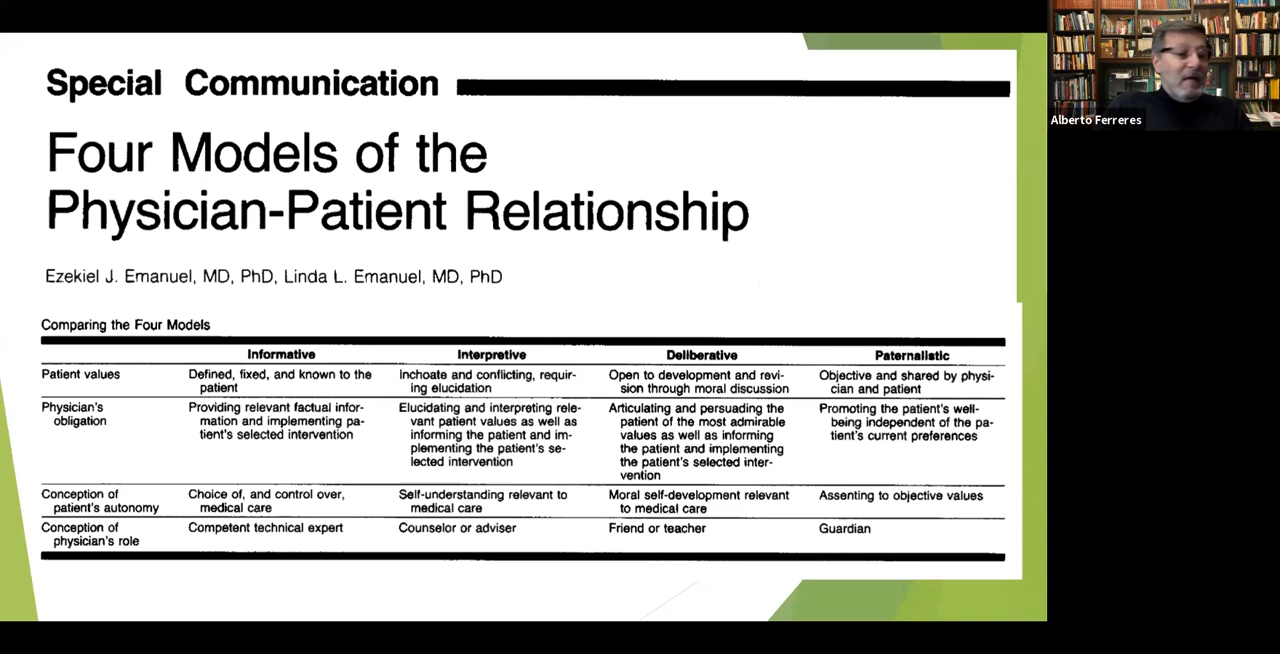 Special Communication
Four Models of the
Physician-Patient Relationship
Ezekiel J. Emanuel, MD, PhD, Linda L. Emanuel, MD, PhD
Comparing the Four Models
Informative Interpretive Deliberative Paternalistic
Patient values
Defined, fixed, and known to the
patient
Inchoate and conflicting, requir-
ing elucidation
Open to development and revi-
sion through moral discussion
Objective and shared by physi-
cian and patient
Physician's
obligation
Providing relevant factual infor-
mation and implementing pa-
tient's selected intervention
Elucidating and interpreting rele-
vant patient values as well as
informing the patient and im-
plementing the patient's se-
lected intervention
Articulating and persuading the
patient of the most admirable
values as well as informing
the patient and implementing
the patient's selected inter-
vention
Promoting the patient's well-
being independent of the pa-
tient's current preferences
Conception of
patient's autonomy
Choice of, and control over,
medical care
Self-understanding relevant to
medical care
Moral self-development relevant
to medical care
Assenting to objective values
Conception of
physician's role
Competent technical expert
Counselor or adviser
Friend or teacher
Guardian
Alberto Ferreres